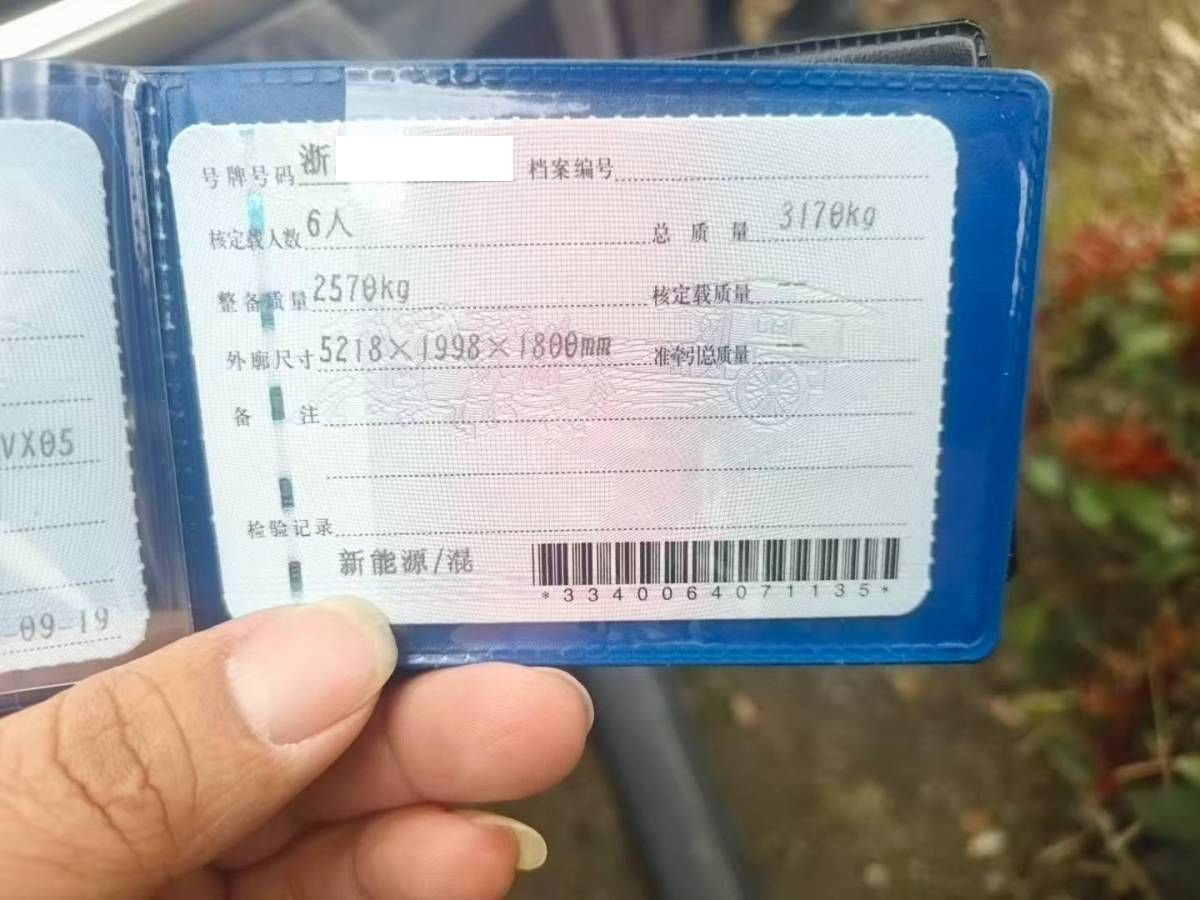 号牌号码 浙 档案编号
核定载人数 6人 总质量 3170kg
整备质量 2570kg 核定载质量 --
外廓尺寸 5218×1998×1800mm 准牵引总质量 --
备注
检验记录
新能源/混
*3340064071135*
VX05
-09-19